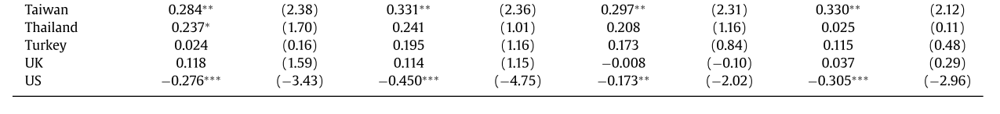 Taiwan 0.284** (2.38) 0.331** (2.36) 0.297** (2.31) 0.330** (2.12)
Thailand 0.237* (1.70) 0.241 (1.01) 0.208 (1.16) 0.025 (0.11)
Turkey 0.024 (0.16) 0.195 (1.16) 0.173 (0.84) 0.115 (0.48)
UK 0.118 (1.59) 0.114 (1.15) −0.008 (−0.10) 0.037 (0.29)
US −0.276*** (−3.43) −0.450*** (−4.75) −0.173** (−2.02) −0.305*** (−2.96)